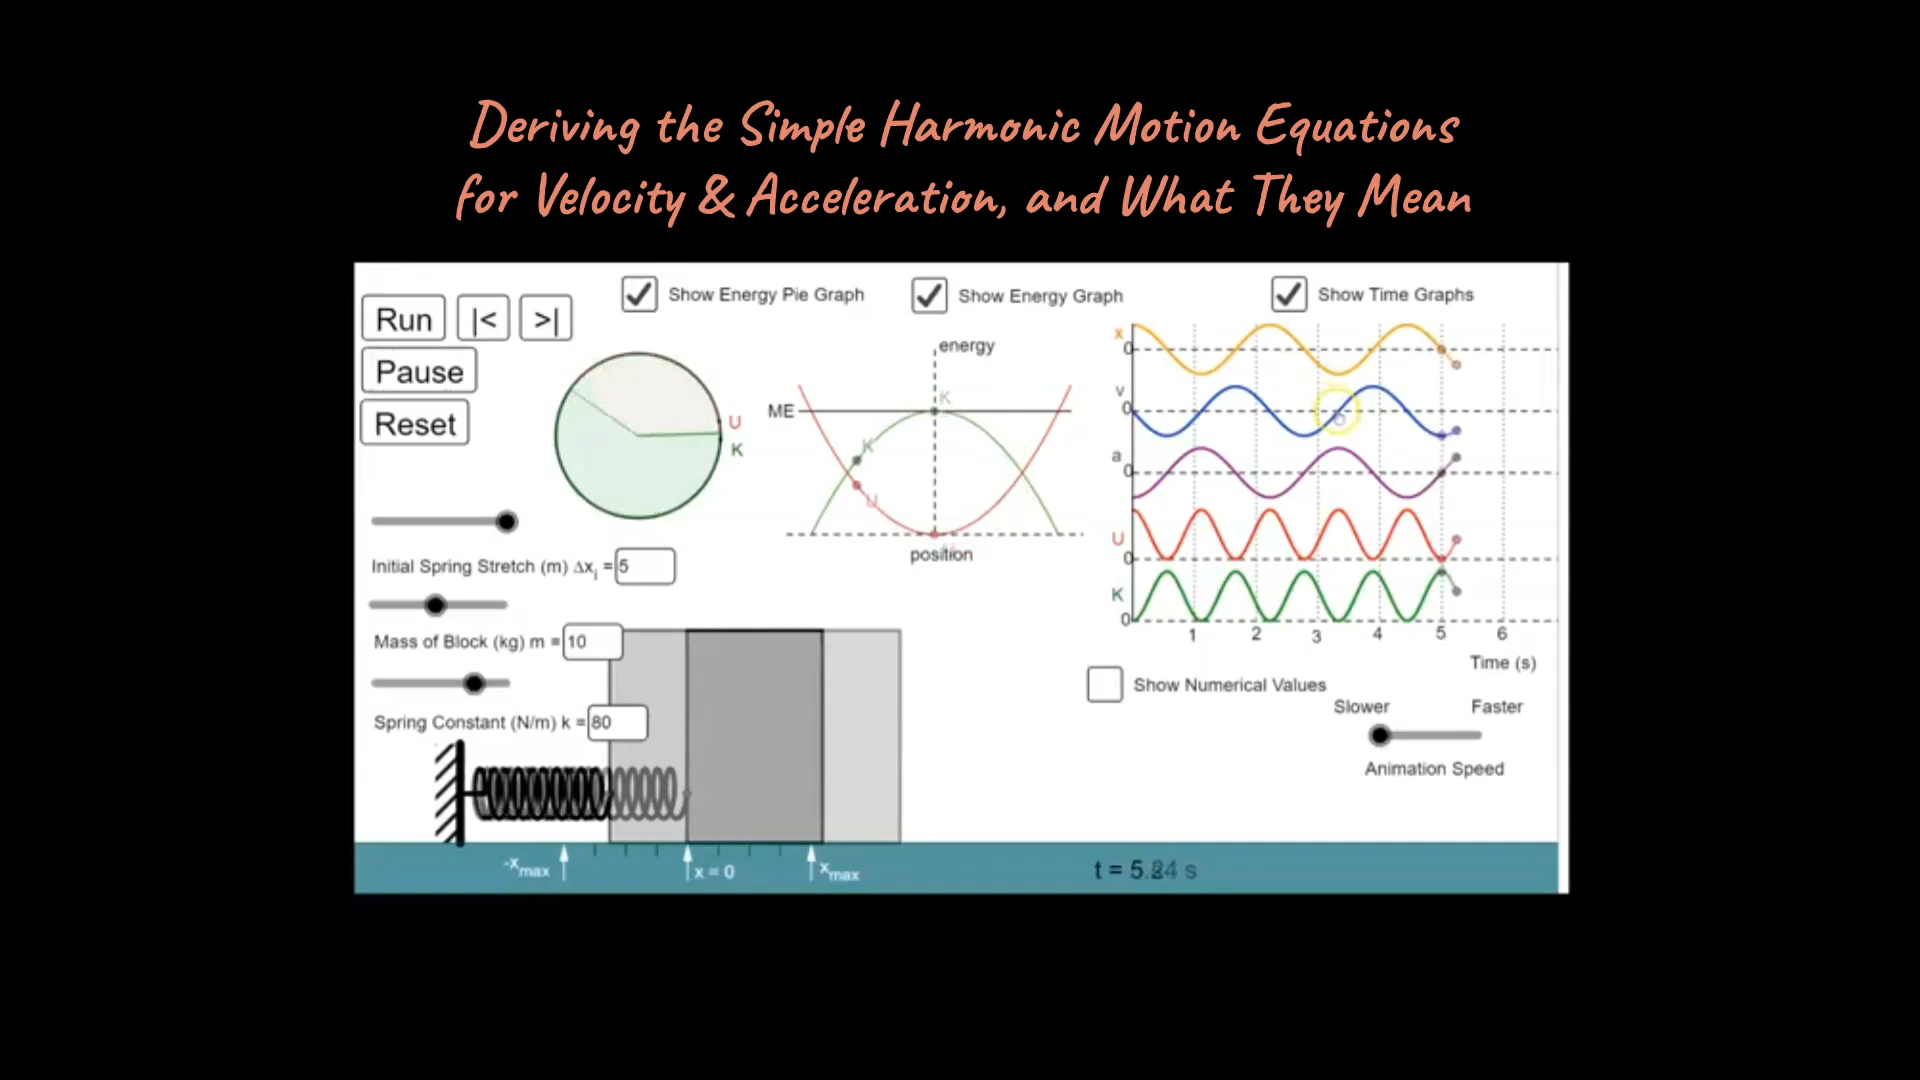 Deriving the Simple Harmonic Motion Equations
for Velocity & Acceleration, and What They Mean
Run |< >|
Pause
Reset
Show Energy Pie Graph
Show Energy Graph
Show Time Graphs
U
K
energy
ME
K
K
U
position
x
0
v
0
a
0
U
0
K
0
1 2 3 4 5 6
Time (s)
Initial Spring Stretch (m) Δxi = 5
Mass of Block (kg) m = 10
Spring Constant (N/m) k = 80
Show Numerical Values
Slower Faster
Animation Speed
-xmax x = 0 xmax
t = 5. 4 s